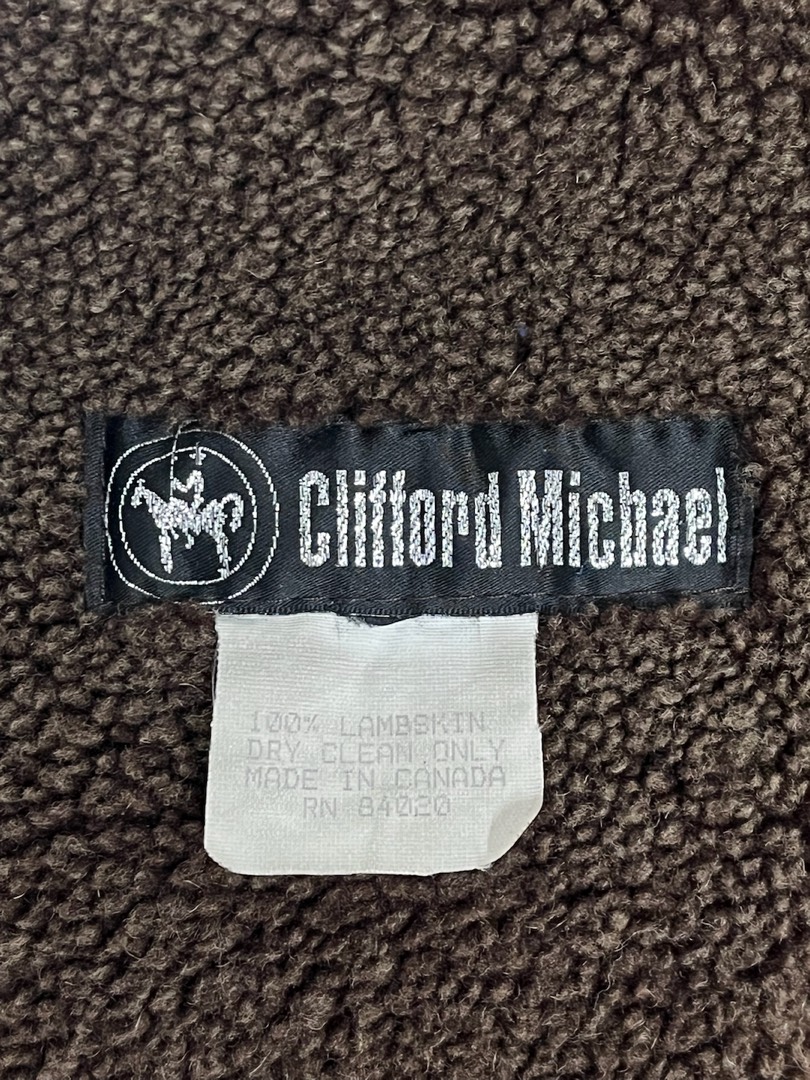 Clifford Michael
100% LAMBSKIN
DRY CLEAN ONLY
MADE IN CANADA
RN 84020